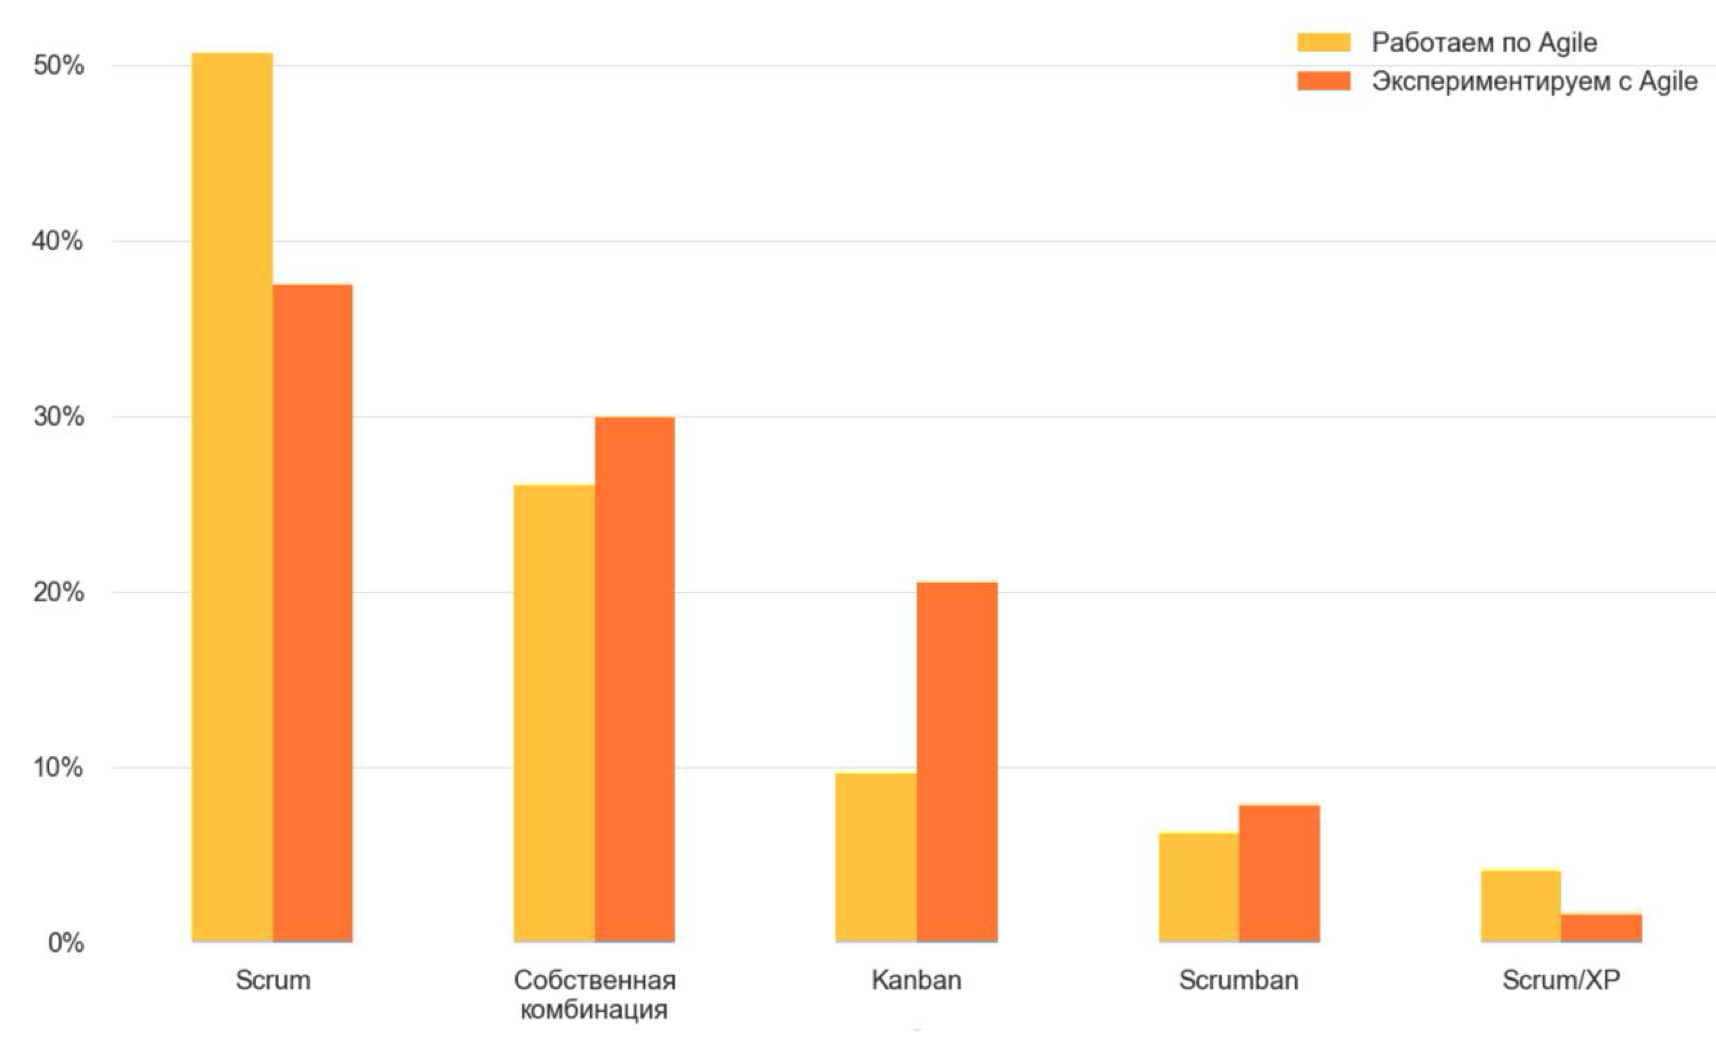 Работаем по Agile
Экспериментируем с Agile
50%
40%
30%
20%
10%
0%
Scrum
Собственная
комбинация
Kanban
Scrumban
Scrum/XP